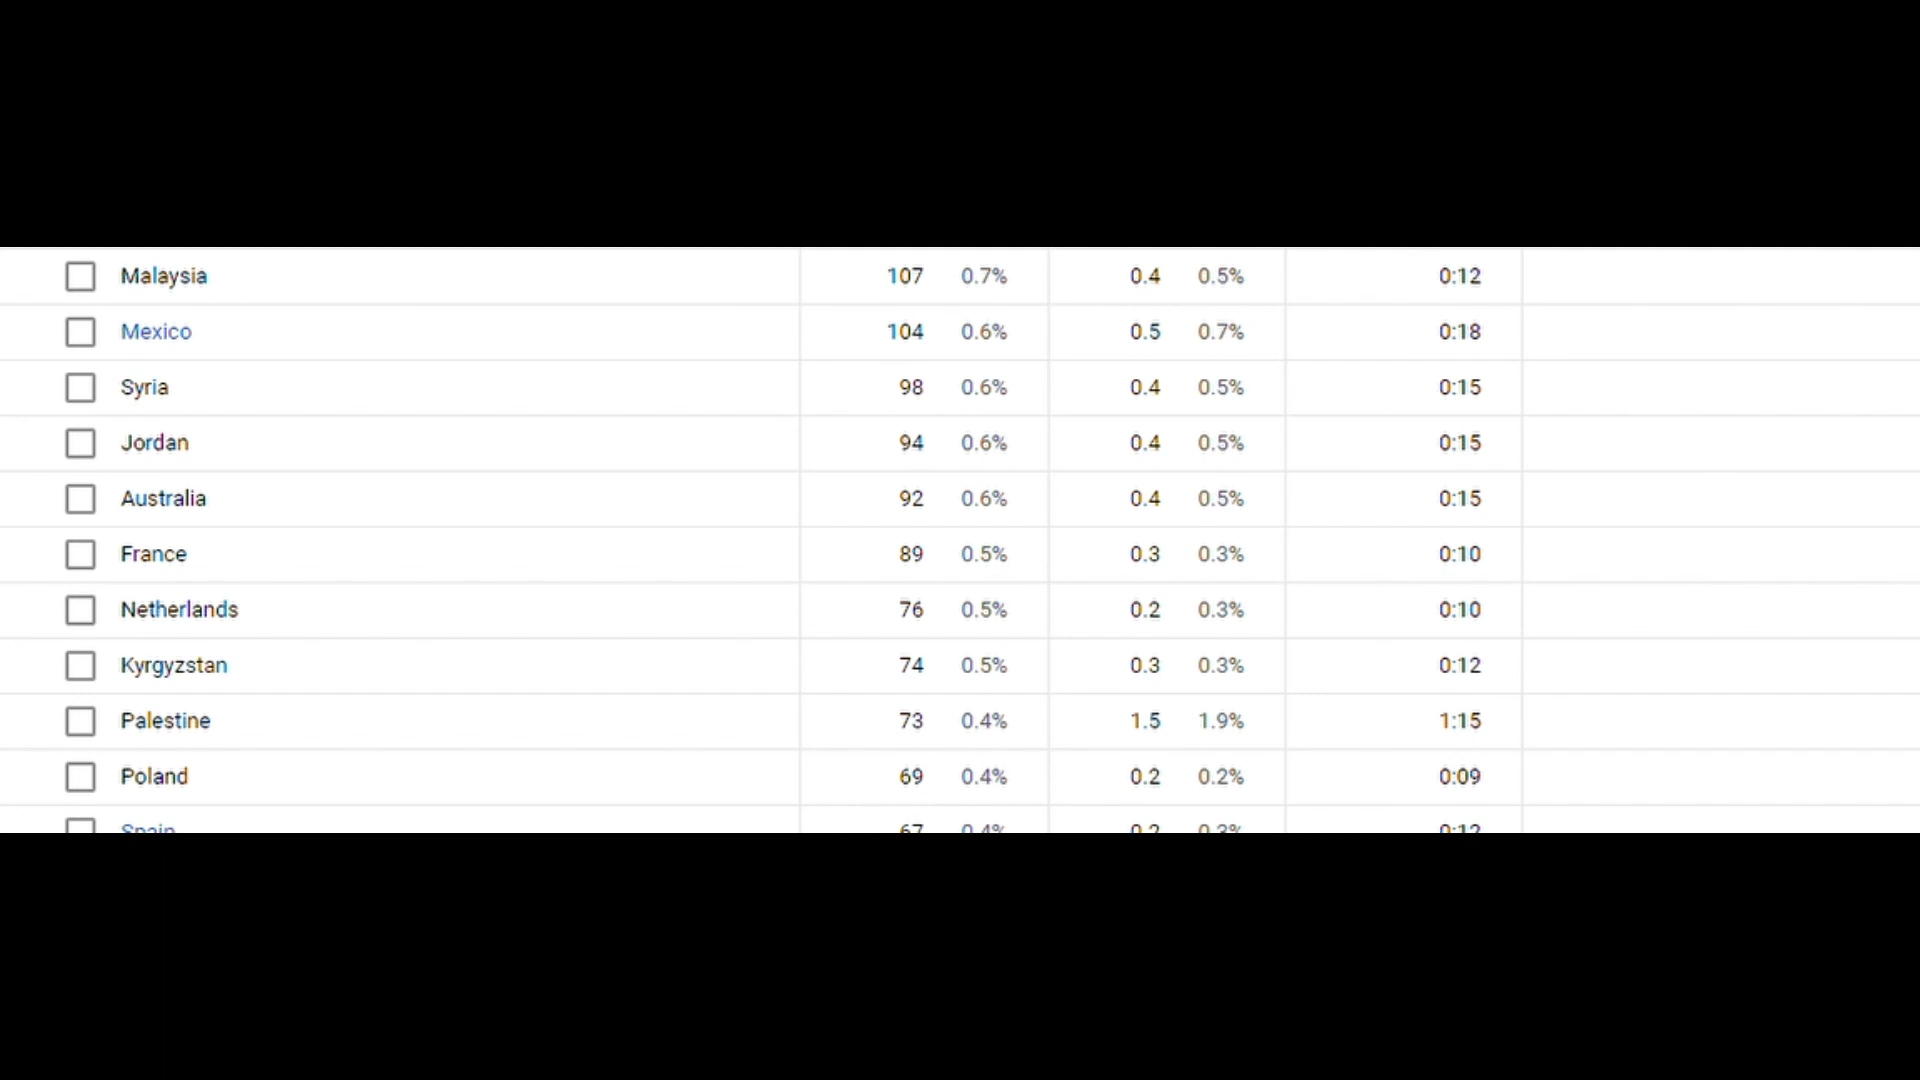 Malaysia 107 0.7% 0.4 0.5% 0:12
Mexico 104 0.6% 0.5 0.7% 0:18
Syria 98 0.6% 0.4 0.5% 0:15
Jordan 94 0.6% 0.4 0.5% 0:15
Australia 92 0.6% 0.4 0.5% 0:15
France 89 0.5% 0.3 0.3% 0:10
Netherlands 76 0.5% 0.2 0.3% 0:10
Kyrgyzstan 74 0.5% 0.3 0.3% 0:12
Palestine 73 0.4% 1.5 1.9% 1:15
Poland 69 0.4% 0.2 0.2% 0:09
Spain 67 0.4%